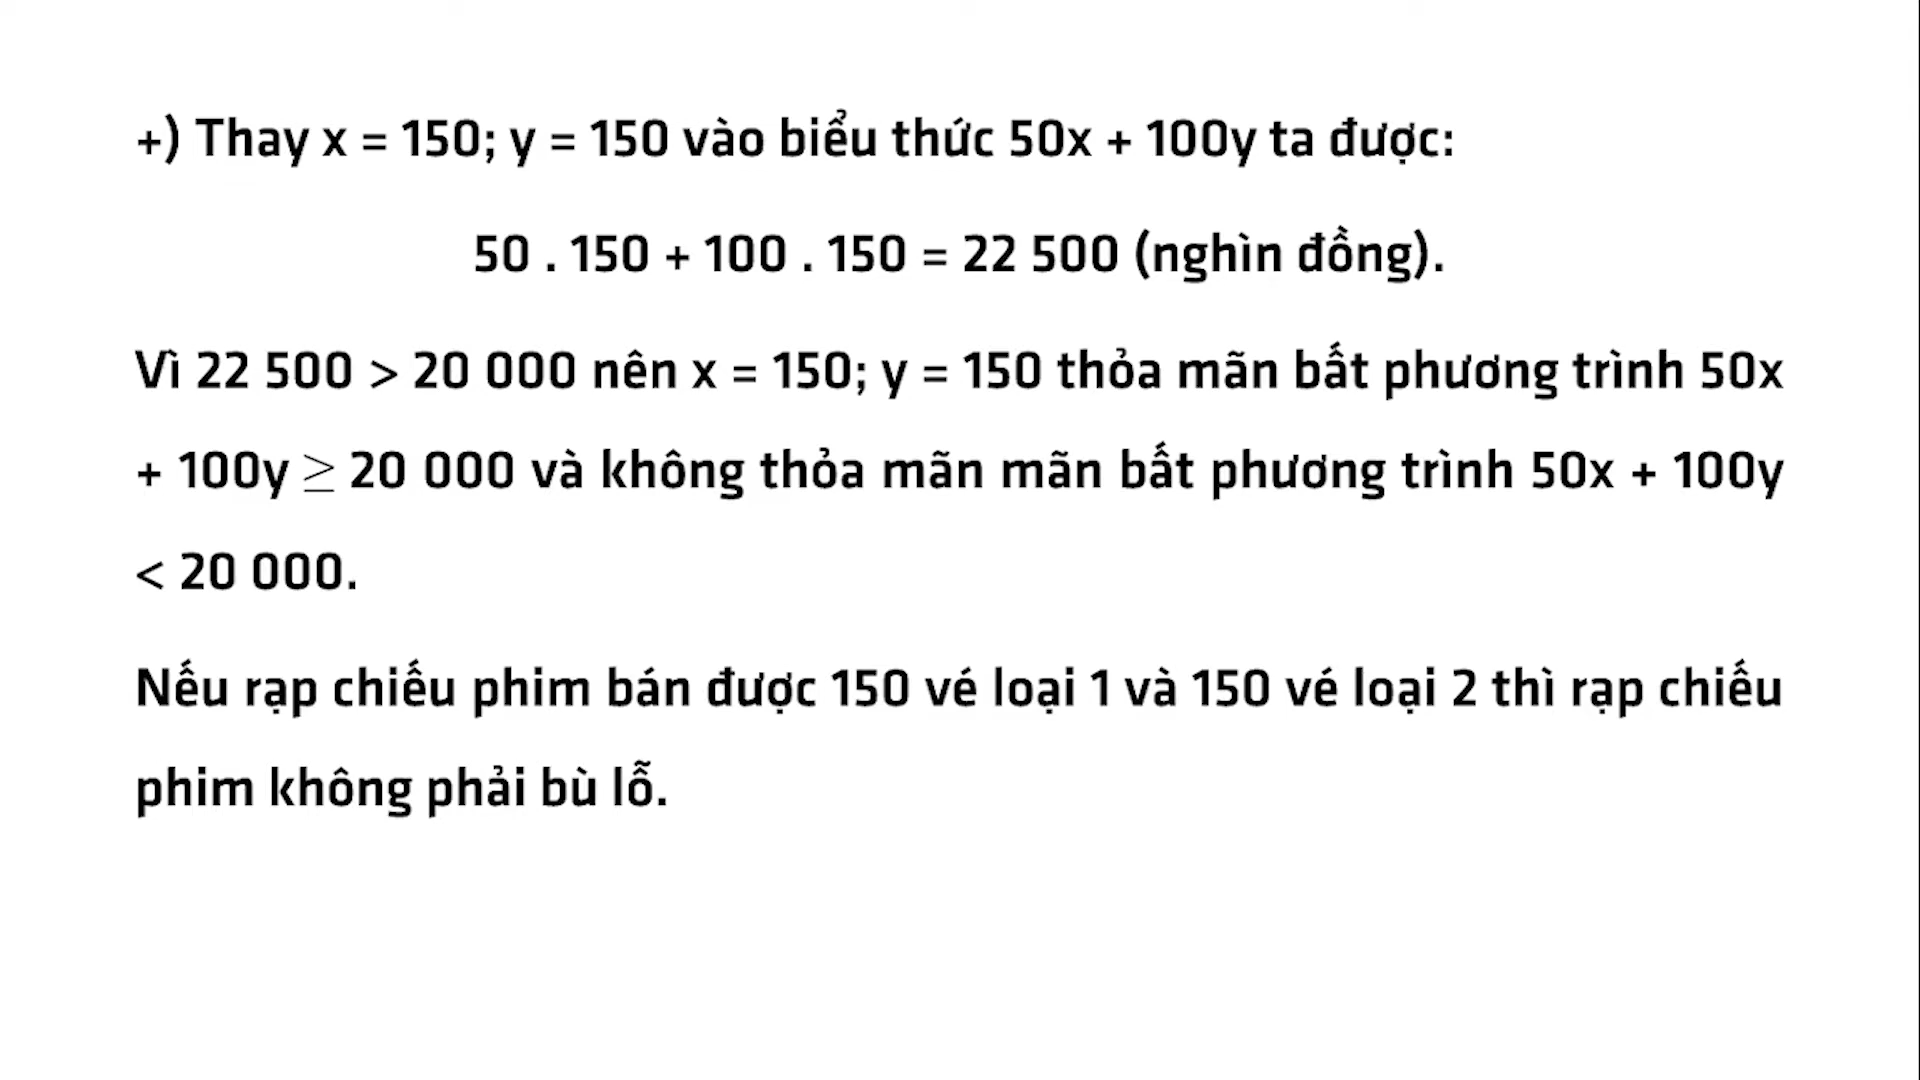 +) Thay x = 150; y = 150 vào biểu thức 50x + 100y ta được:
50 . 150 + 100 . 150 = 22 500 (nghìn đồng).
Vì 22 500 > 20 000 nên x = 150; y = 150 thỏa mãn bất phương trình 50x
+ 100y ≥ 20 000 và không thỏa mãn mãn bất phương trình 50x + 100y
< 20 000.
Nếu rạp chiếu phim bán được 150 vé loại 1 và 150 vé loại 2 thì rạp chiếu
phim không phải bù lỗ.